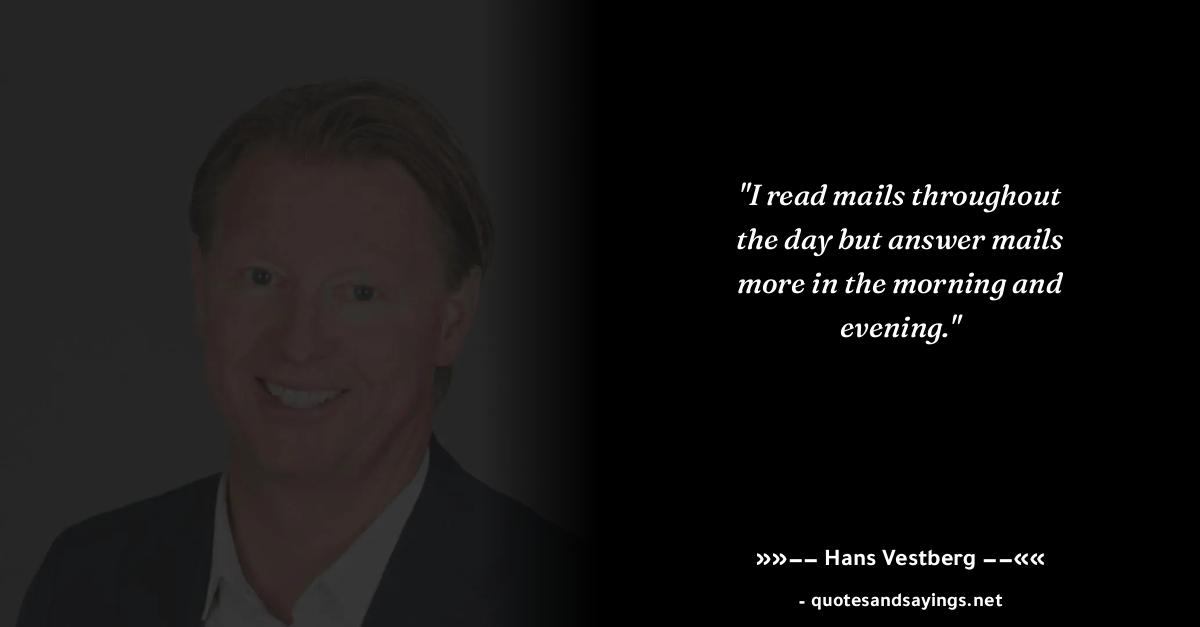 "I read mails throughout
the day but answer mails
more in the morning and
evening."
»»–– Hans Vestberg ––««
- quotesandsayings.net